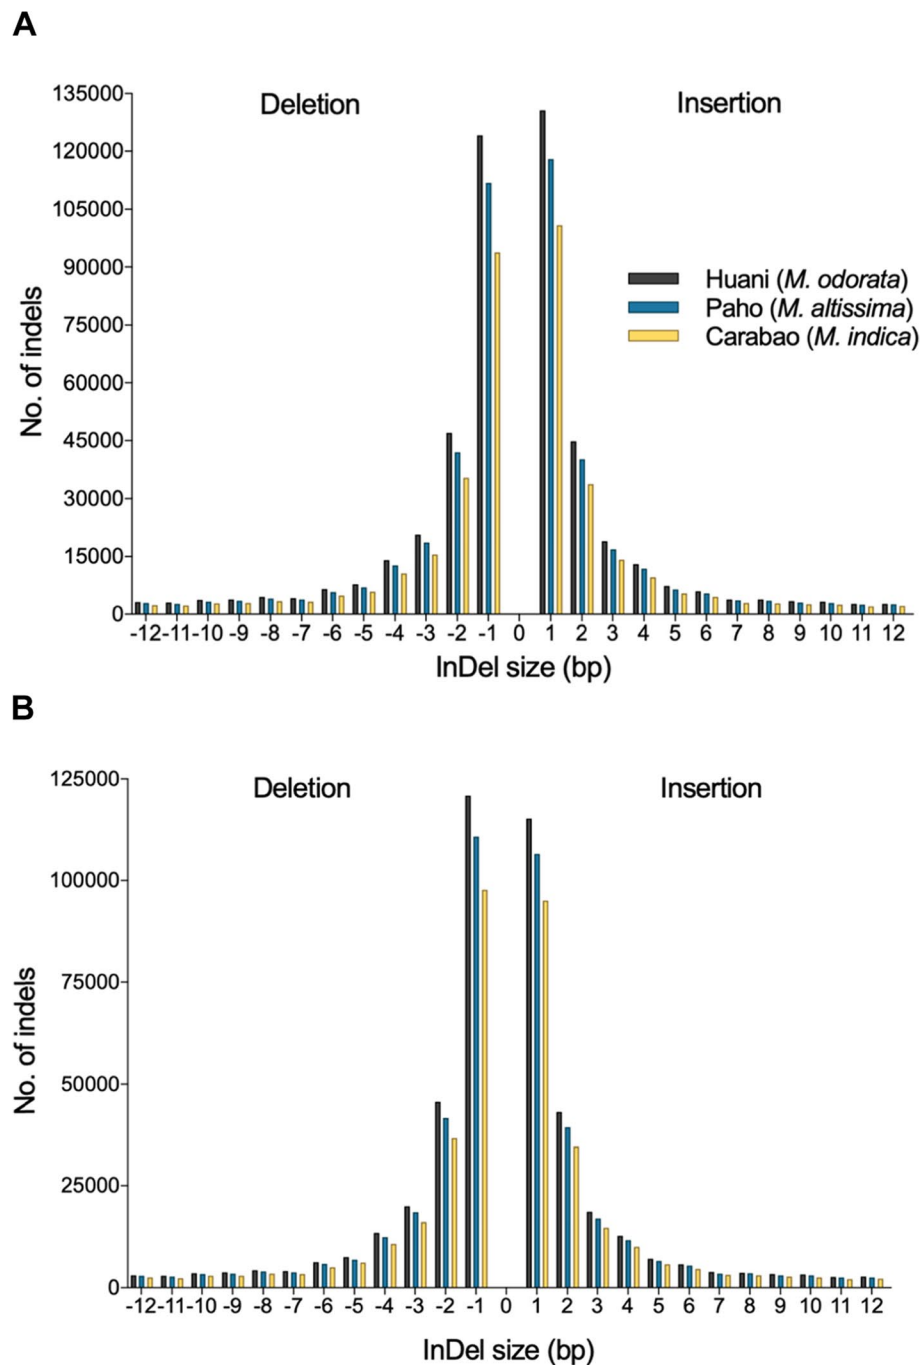 A
135000
Deletion
Insertion
120000
105000
90000
Huani (M. odorata)
Paho (M. altissima)
Carabao (M. indica)
75000
60000
45000
30000
15000
0
No. of indels
-12 -11 -10 -9 -8 -7 -6 -5 -4 -3 -2 -1 0 1 2 3 4 5 6 7 8 9 10 11 12
InDel size (bp)
B
125000
Deletion
Insertion
100000
75000
50000
25000
0
No. of indels
-12 -11 -10 -9 -8 -7 -6 -5 -4 -3 -2 -1 0 1 2 3 4 5 6 7 8 9 10 11 12
InDel size (bp)